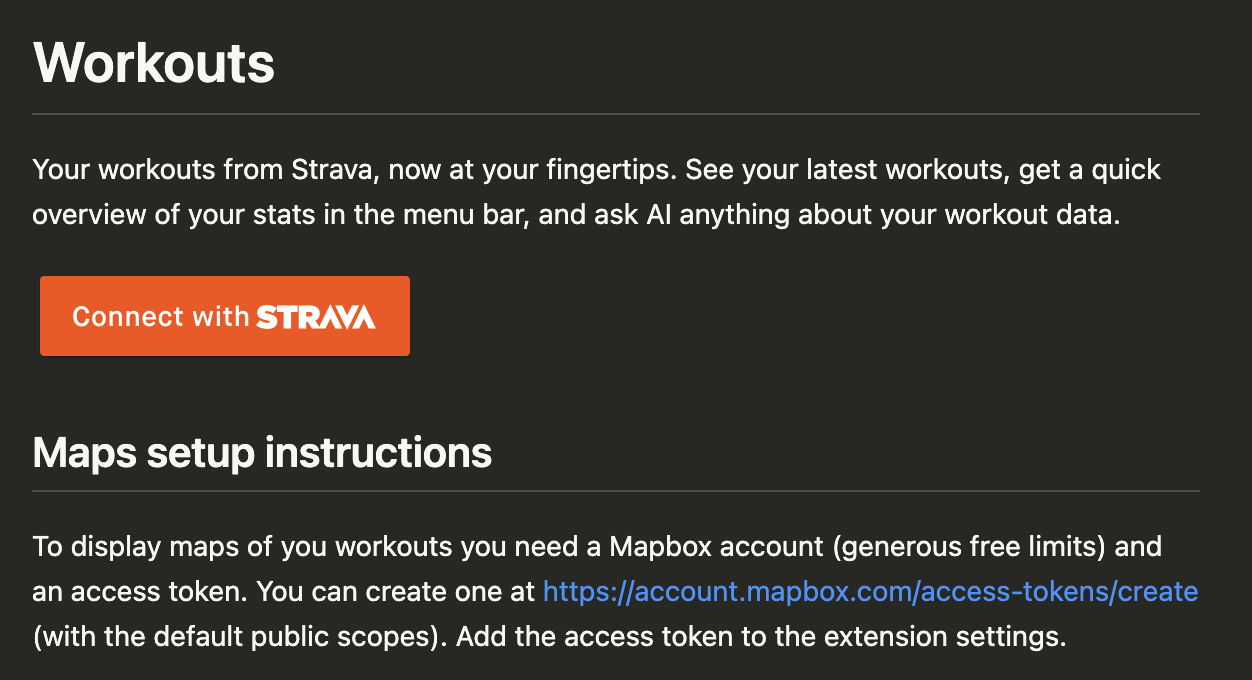 Workouts
Your workouts from Strava, now at your fingertips. See your latest workouts, get a quick
overview of your stats in the menu bar, and ask AI anything about your workout data.
Connect with STRAVA
Maps setup instructions
To display maps of you workouts you need a Mapbox account (generous free limits) and
an access token. You can create one at https://account.mapbox.com/access-tokens/create
(with the default public scopes). Add the access token to the extension settings.